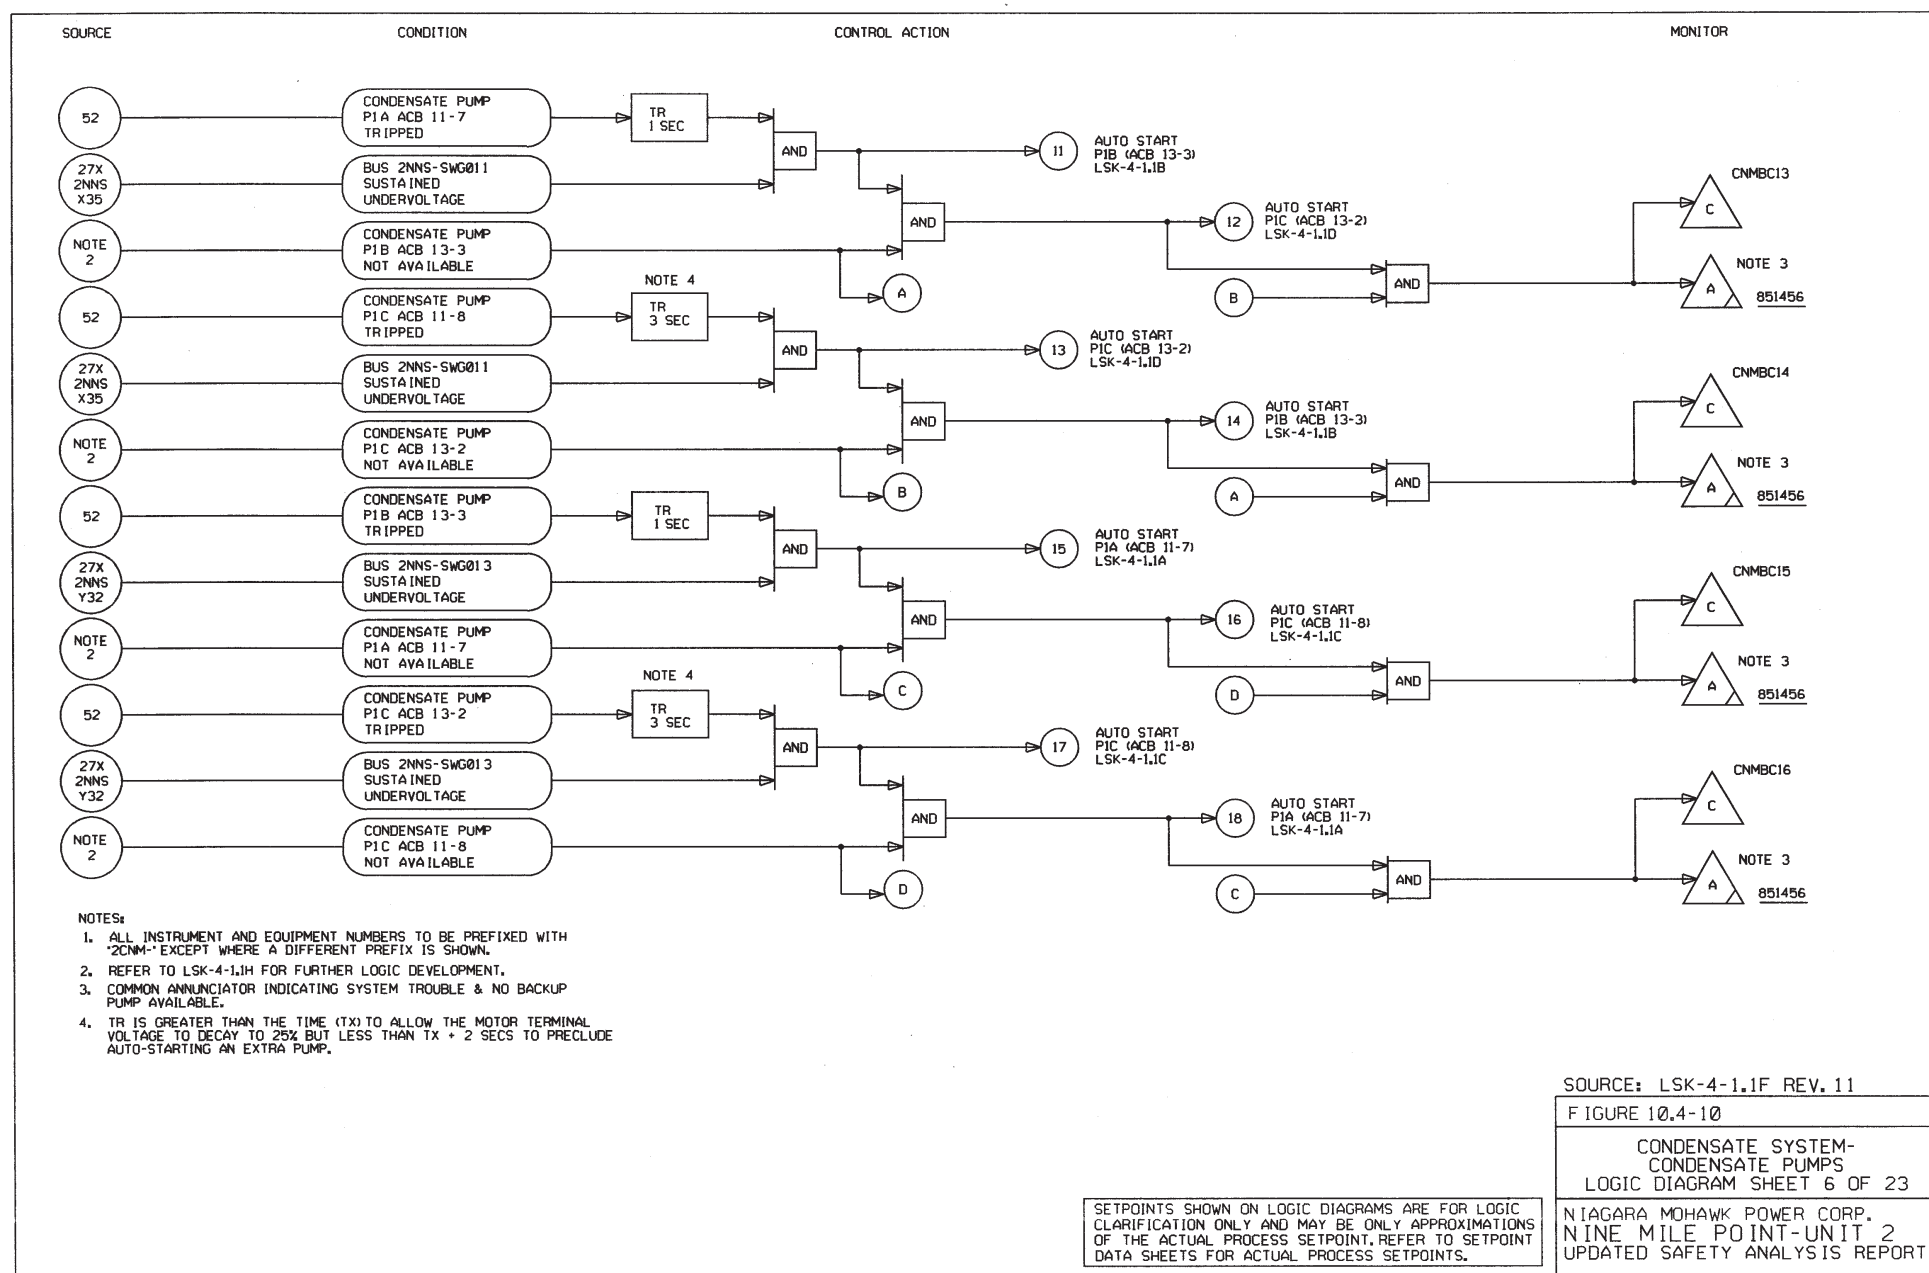 SOURCE
CONDITION
CONTROL ACTION
MONITOR
52
CONDENSATE PUMP
P1A ACB 11-7
TRIPPED
TR
1 SEC
AND
11
AUTO START
P1B (ACB 13-3)
LSK-4-1.1B
27X
2NNS
X35
BUS 2NNS-SWG011
SUSTAINED
UNDERVOLTAGE
AND
12
AUTO START
P1C (ACB 13-2)
LSK-4-1.1D
CNMBC13
C
NOTE
2
CONDENSATE PUMP
P1B ACB 13-3
NOT AVAILABLE
A
B
AND
A
NOTE 3
851456
NOTE 4
52
CONDENSATE PUMP
P1C ACB 11-8
TRIPPED
TR
3 SEC
AND
13
AUTO START
P1C (ACB 13-2)
LSK-4-1.1D
27X
2NNS
X35
BUS 2NNS-SWG011
SUSTAINED
UNDERVOLTAGE
AND
14
AUTO START
P1B (ACB 13-3)
LSK-4-1.1B
CNMBC14
C
NOTE
2
CONDENSATE PUMP
P1C ACB 13-2
NOT AVAILABLE
B
A
AND
A
NOTE 3
851456
52
CONDENSATE PUMP
P1B ACB 13-3
TRIPPED
TR
1 SEC
AND
15
AUTO START
P1A (ACB 11-7)
LSK-4-1.1A
27X
2NNS
Y32
BUS 2NNS-SWG013
SUSTAINED
UNDERVOLTAGE
AND
16
AUTO START
P1C (ACB 11-8)
LSK-4-1.1C
CNMBC15
C
NOTE
2
CONDENSATE PUMP
P1A ACB 11-7
NOT AVAILABLE
C
D
AND
A
NOTE 3
851456
NOTE 4
52
CONDENSATE PUMP
P1C ACB 13-2
TRIPPED
TR
3 SEC
AND
17
AUTO START
P1C (ACB 11-8)
LSK-4-1.1C
27X
2NNS
Y32
BUS 2NNS-SWG013
SUSTAINED
UNDERVOLTAGE
AND
18
AUTO START
P1A (ACB 11-7)
LSK-4-1.1A
CNMBC16
C
NOTE
2
CONDENSATE PUMP
P1C ACB 11-8
NOT AVAILABLE
D
C
AND
A
NOTE 3
851456
NOTES:
1. ALL INSTRUMENT AND EQUIPMENT NUMBERS TO BE PREFIXED WITH
"2CNM-" EXCEPT WHERE A DIFFERENT PREFIX IS SHOWN.
2. REFER TO LSK-4-1.1H FOR FURTHER LOGIC DEVELOPMENT.
3. COMMON ANNUNCIATOR INDICATING SYSTEM TROUBLE & NO BACKUP
PUMP AVAILABLE.
4. TR IS GREATER THAN THE TIME (TX) TO ALLOW THE MOTOR TERMINAL
VOLTAGE TO DECAY TO 25% BUT LESS THAN TX + 2 SECS TO PRECLUDE
AUTO-STARTING AN EXTRA PUMP.
SETPOINTS SHOWN ON LOGIC DIAGRAMS ARE FOR LOGIC
CLARIFICATION ONLY AND MAY BE ONLY APPROXIMATIONS
OF THE ACTUAL PROCESS SETPOINT. REFER TO SETPOINT
DATA SHEETS FOR ACTUAL PROCESS SETPOINTS.
SOURCE: LSK-4-1.1F REV. 11
FIGURE 10.4-10
CONDENSATE SYSTEM-
CONDENSATE PUMPS
LOGIC DIAGRAM SHEET 6 OF 23
NIAGARA MOHAWK POWER CORP.
NINE MILE POINT-UNIT 2
UPDATED SAFETY ANALYSIS REPORT